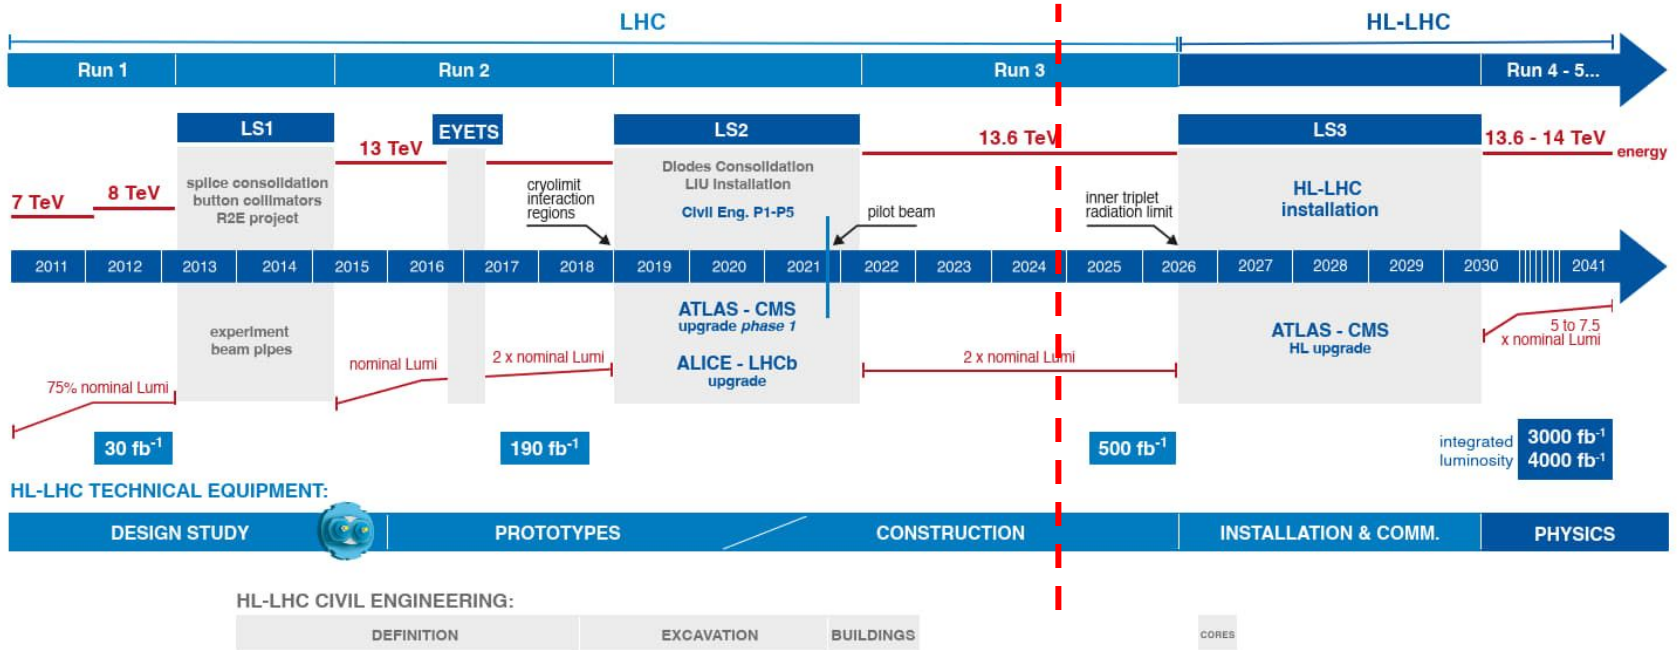 LHC
HL-LHC
Run 1
Run 2
Run 3
Run 4 - 5...
LS1
EYETS
LS2
LS3
13 TeV
13.6 TeV
13.6 - 14 TeV
energy
7 TeV
8 TeV
splice consolidation
button collimators
R2E project
cryolimit
interaction
regions
Diodes Consolidation
LIU Installation
Civil Eng. P1-P5
pilot beam
inner triplet
radiation limit
HL-LHC
installation
2011
2012
2013
2014
2015
2016
2017
2018
2019
2020
2021
2022
2023
2024
2025
2026
2027
2028
2029
2030
2041
experiment
beam pipes
ATLAS - CMS
upgrade phase 1
ALICE - LHCb
upgrade
ATLAS - CMS
HL upgrade
75% nominal Lumi
nominal Lumi
2 x nominal Lumi
2 x nominal Lumi
5 to 7.5
x nominal Lumi
30 fb-1
190 fb-1
500 fb-1
integrated
luminosity
3000 fb-1
4000 fb-1
HL-LHC TECHNICAL EQUIPMENT:
DESIGN STUDY
PROTOTYPES
CONSTRUCTION
INSTALLATION & COMM.
PHYSICS
HL-LHC CIVIL ENGINEERING:
DEFINITION
EXCAVATION
BUILDINGS
CORES